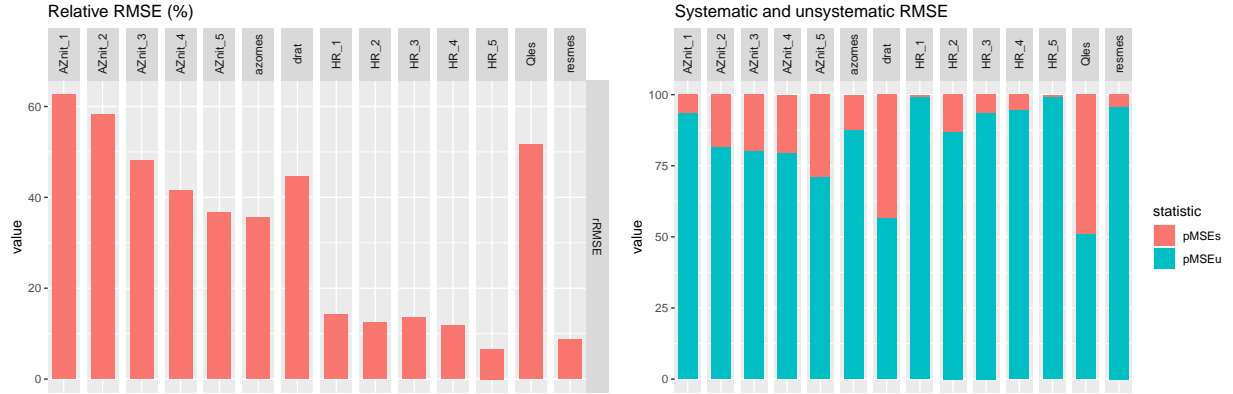 Relative RMSE (%)
AZnit_1 AZnit_2 AZnit_3 AZnit_4 AZnit_5 azomes drat HR_1 HR_2 HR_3 HR_4 HR_5 Qles resmes
value
60
40
20
0
rRMSE
Systematic and unsystematic RMSE
AZnit_1 AZnit_2 AZnit_3 AZnit_4 AZnit_5 azomes drat HR_1 HR_2 HR_3 HR_4 HR_5 Qles resmes
value
100
75
50
25
0
statistic
pMSEs
pMSEu